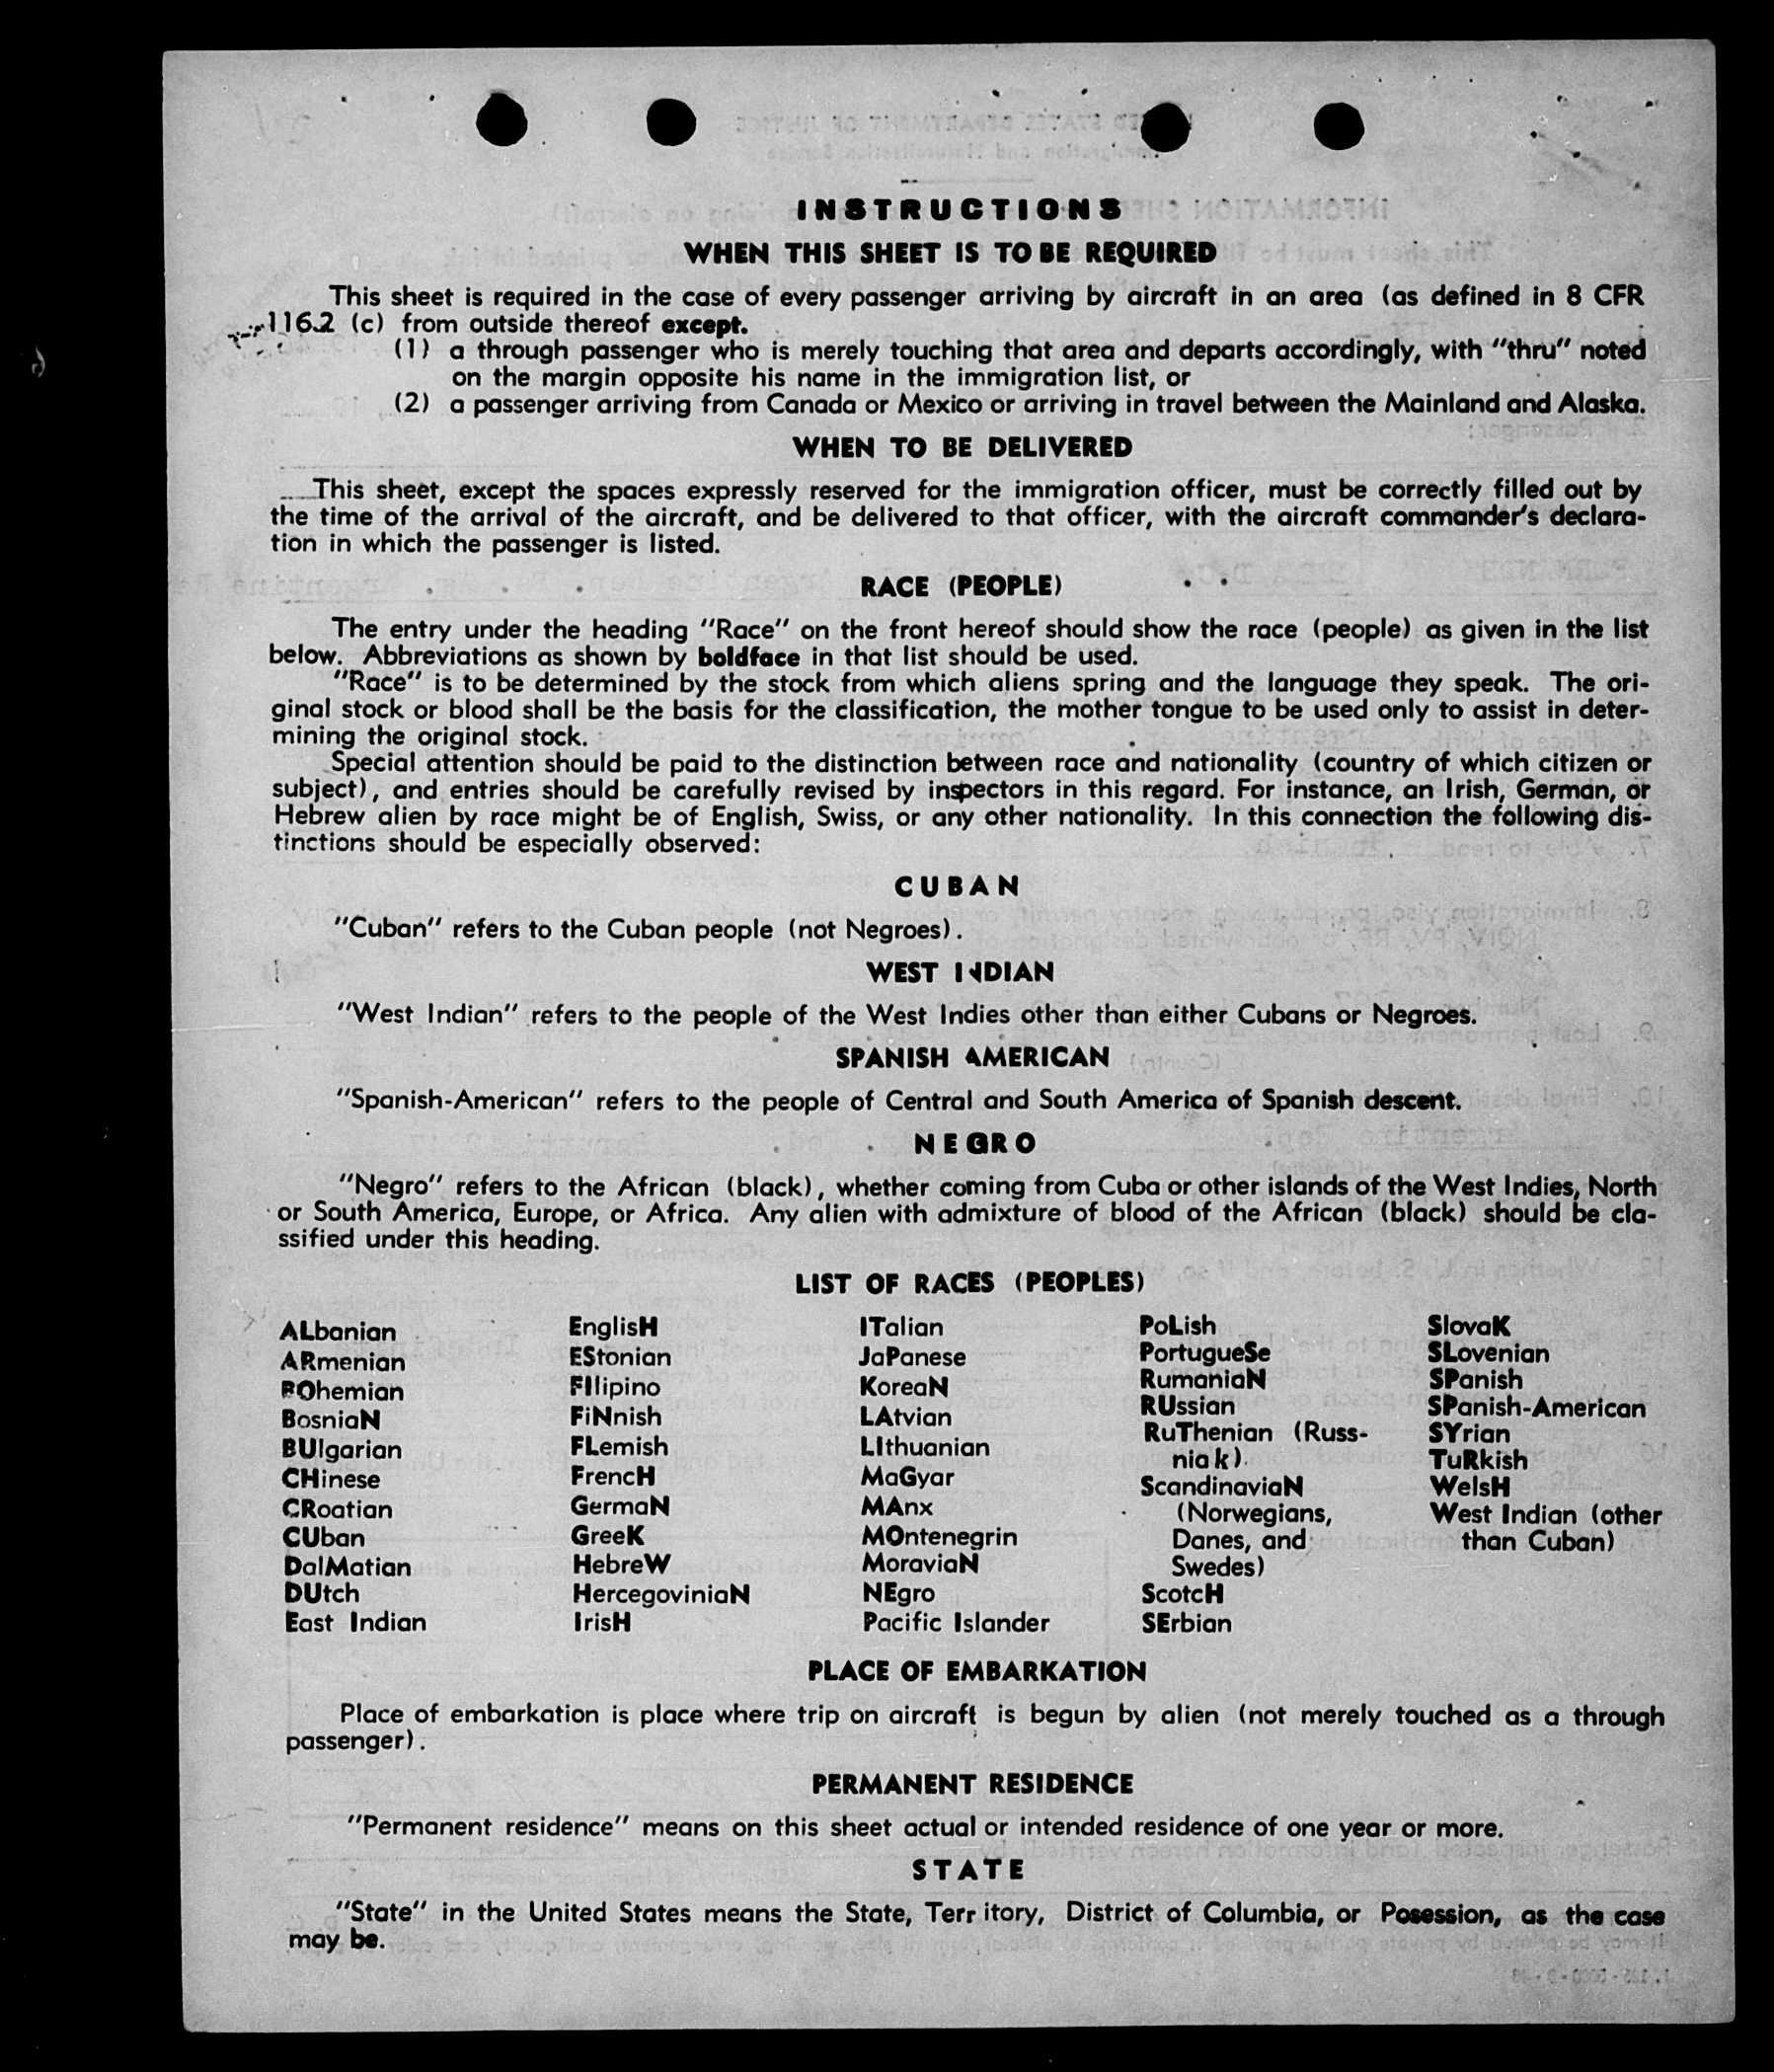 INSTRUCTIONS
WHEN THIS SHEET IS TO BE REQUIRED
This sheet is required in the case of every passenger arriving by aircraft in an area (as defined in 8 CFR
116.2 (c) from outside thereof except.
(1) a through passenger who is merely touching that area and departs accordingly, with "thru" noted
on the margin opposite his name in the immigration list, or
(2) a passenger arriving from Canada or Mexico or arriving in travel between the Mainland and Alaska.
WHEN TO BE DELIVERED
This sheet, except the spaces expressly reserved for the immigration officer, must be correctly filled out by
the time of the arrival of the aircraft, and be delivered to that officer, with the aircraft commander's declara-
tion in which the passenger is listed.
RACE (PEOPLE)
The entry under the heading "Race" on the front hereof should show the race (people) as given in the list
below. Abbreviations as shown by boldface in that list should be used.
"Race" is to be determined by the stock from which aliens spring and the language they speak. The ori-
ginal stock or blood shall be the basis for the classification, the mother tongue to be used only to assist in deter-
mining the original stock.
Special attention should be paid to the distinction between race and nationality (country of which citizen or
subject), and entries should be carefully revised by inspectors in this regard. For instance, an Irish, German, or
Hebrew alien by race might be of English, Swiss, or any other nationality. In this connection the following dis-
tinctions should be especially observed:
CUBAN
"Cuban" refers to the Cuban people (not Negroes).
WEST INDIAN
"West Indian" refers to the people of the West Indies other than either Cubans or Negroes.
SPANISH AMERICAN
"Spanish-American" refers to the people of Central and South America of Spanish descent.
NEGRO
"Negro" refers to the African (black), whether coming from Cuba or other islands of the West Indies, North
or South America, Europe, or Africa. Any alien with admixture of blood of the African (black) should be cla-
ssified under this heading.
LIST OF RACES (PEOPLES)
ALbanian
ARmenian
BOhemian
BosniaN
BUlgarian
CHinese
CRoatian
CUban
DalMatian
DUtch
East Indian
EnglisH
EStonian
FIlipino
FiNnish
FLemish
FrencH
GermaN
GreeK
HebreW
HercegoviniaN
IrisH
ITalian
JaPanese
KoreaN
LAtvian
LIthuanian
MaGyar
MAnx
MOntenegrin
MoraviaN
NEgro
Pacific Islander
PoLish
PortugueSe
RumaniaN
RUssian
RuThenian (Russ-
niak)
ScandinaviaN
(Norwegians,
Danes, and
Swedes)
ScotcH
SErbian
SlovaK
SLovenian
SPanish
SPanish-American
SYrian
TuRkish
WelsH
West Indian (other
than Cuban)
PLACE OF EMBARKATION
Place of embarkation is place where trip on aircraft is begun by alien (not merely touched as a through
passenger).
PERMANENT RESIDENCE
"Permanent residence" means on this sheet actual or intended residence of one year or more.
STATE
"State" in the United States means the State, Territory, District of Columbia, or Posession, as the case
may be.